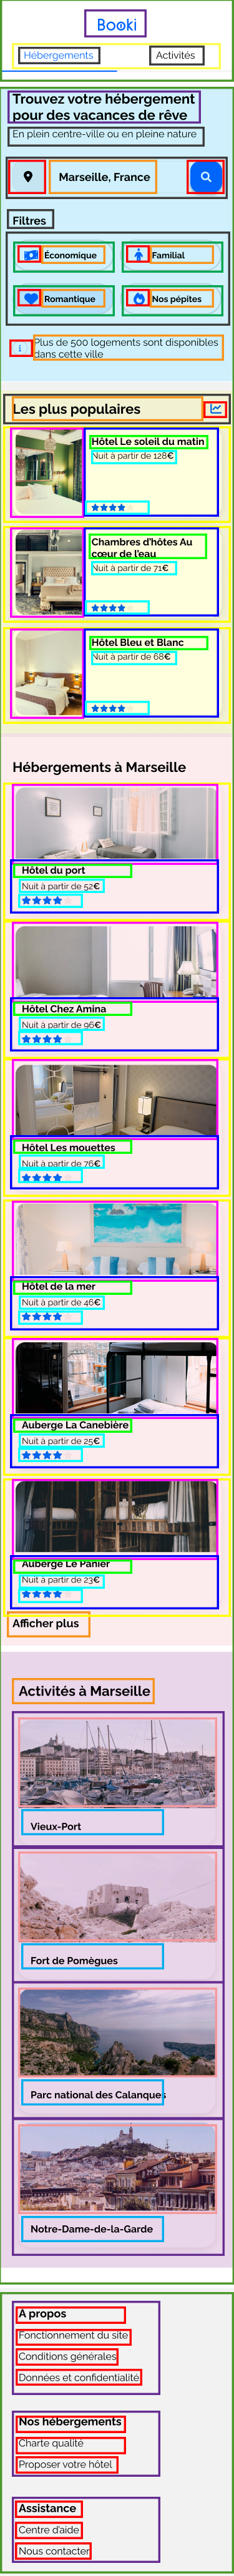 Booki
Hébergements
Activités
Trouvez votre hébergement
pour des vacances de rêve
En plein centre-ville ou en pleine nature
Marseille, France
Filtres
Économique
Familial
Romantique
Nos pépites
Plus de 500 logements sont disponibles
dans cette ville
Les plus populaires
Hôtel Le soleil du matin
Nuit à partir de 128€
Chambres d'hôtes Au
cœur de l'eau
Nuit à partir de 71€
Hôtel Bleu et Blanc
Nuit à partir de 68€
Hébergements à Marseille
Hôtel du port
Nuit à partir de 52€
Hôtel Chez Amina
Nuit à partir de 96€
Hôtel Les mouettes
Nuit à partir de 76€
Hôtel de la mer
Nuit à partir de 46€
Auberge La Canebière
Nuit à partir de 25€
Auberge Le Panier
Nuit à partir de 23€
Afficher plus
Activités à Marseille
Vieux-Port
Fort de Pomègues
Parc national des Calanques
Notre-Dame-de-la-Garde
A propos
Fonctionnement du site
Conditions générales
Données et confidentialité
Nos hébergements
Charte qualité
Proposer votre hôtel
Assistance
Centre d'aide
Nous contacter